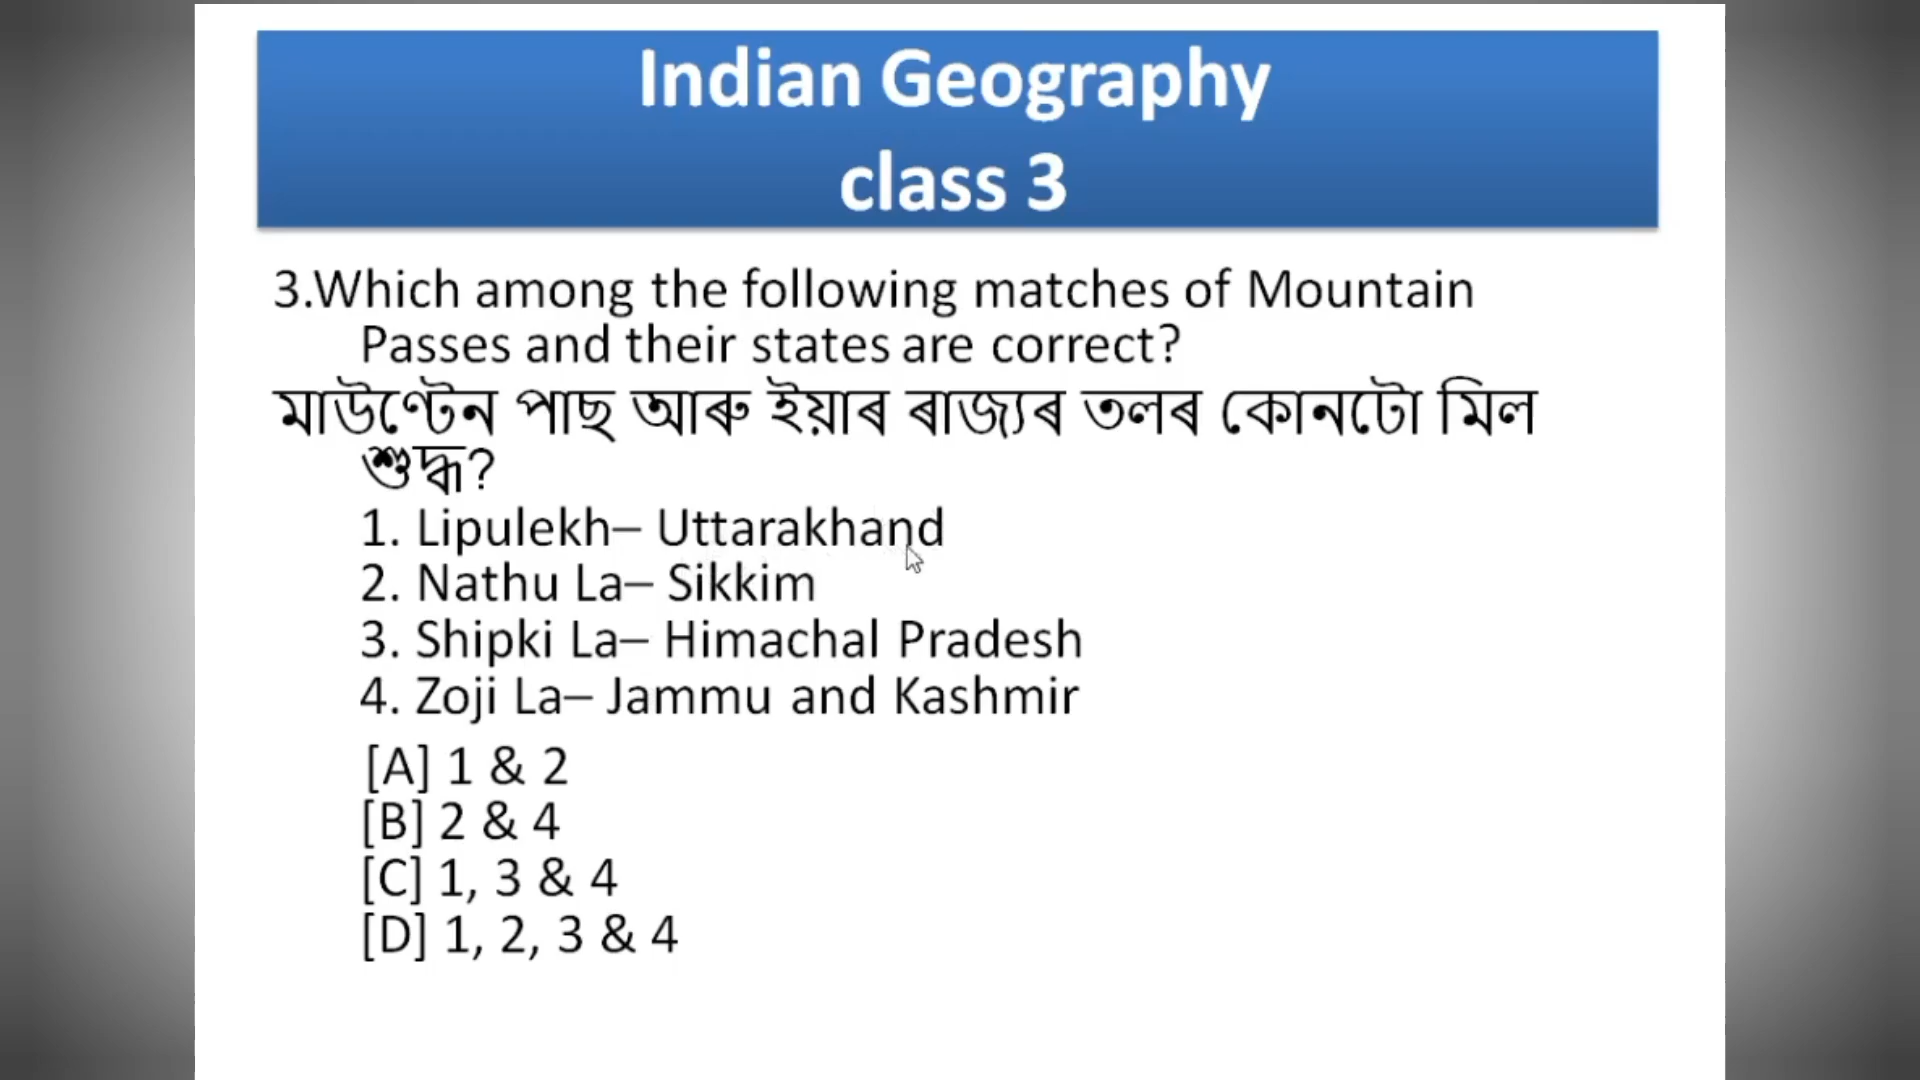 Indian Geography
class 3
3.Which among the following matches of Mountain
Passes and their states are correct?
মাউণ্টেন পাছ আৰু ইয়াৰ ৰাজ্যৰ তলৰ কোনটো মিল
শুদ্ধ?
1. Lipulekh– Uttarakhand
2. Nathu La– Sikkim
3. Shipki La– Himachal Pradesh
4. Zoji La– Jammu and Kashmir
[A] 1 & 2
[B] 2 & 4
[C] 1, 3 & 4
[D] 1, 2, 3 & 4